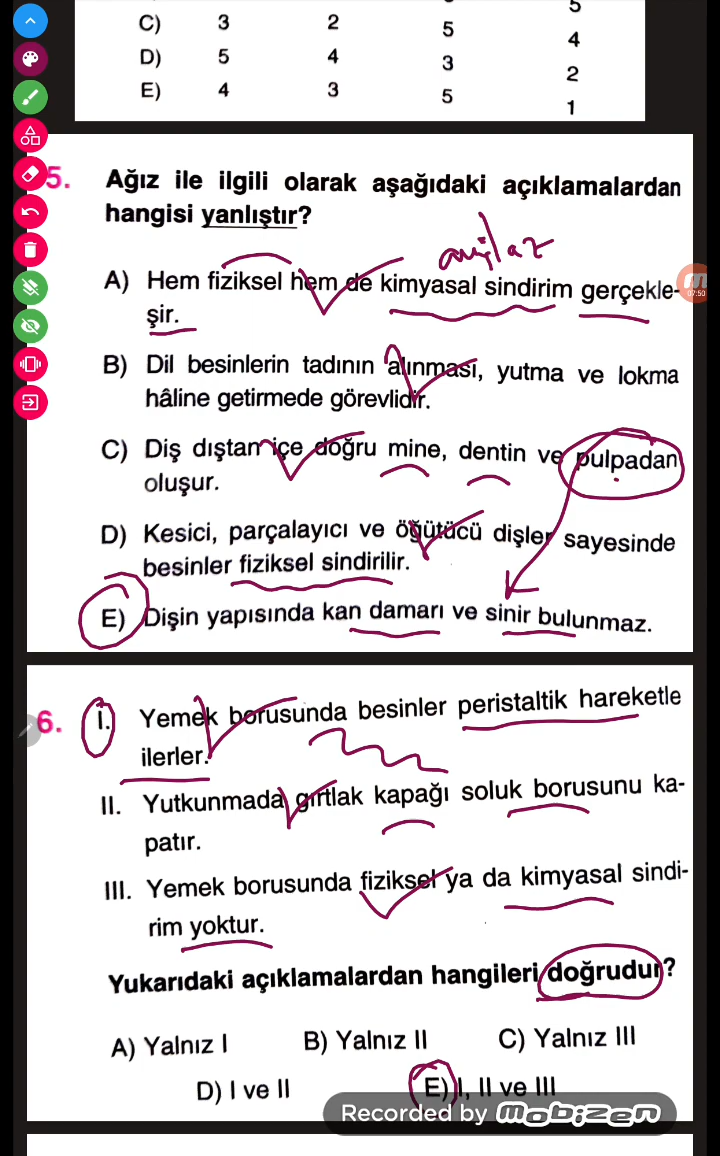 5
C) 3 2 5 4
D) 5 4 3 2
E) 4 3 5 1
5. Ağız ile ilgili olarak aşağıdaki açıklamalardan
hangisi yanlıştır?
amilaz
A) Hem fiziksel hem de kimyasal sindirim gerçekle-
şir.
07:50
B) Dil besinlerin tadının alınması, yutma ve lokma
hâline getirmede görevlidir.
C) Diş dıştan içe doğru mine, dentin ve pulpadan
oluşur.
D) Kesici, parçalayıcı ve öğütücü dişler sayesinde
besinler fiziksel sindirilir.
E) Dişin yapısında kan damarı ve sinir bulunmaz.
6. I. Yemek borusunda besinler peristaltik hareketle
ilerler.
II. Yutkunmada gırtlak kapağı soluk borusunu ka-
patır.
III. Yemek borusunda fiziksel ya da kimyasal sindi-
rim yoktur.
Yukarıdaki açıklamalardan hangileri doğrudur?
A) Yalnız I B) Yalnız II C) Yalnız III
D) I ve II E) I, II ve III
Recorded by mobizen